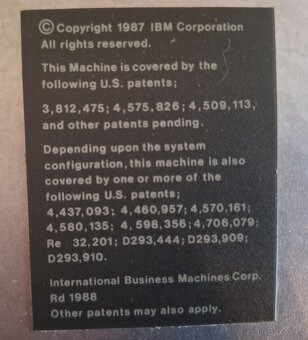 © Copyright 1987 IBM Corporation
All rights reserved.
This Machine is covered by the
following U.S. patents;
3,812,475; 4,575,826; 4,509,113,
and other patents pending.
Depending upon the system
configuration, this machine is also
covered by one or more of the
following U.S. patents;
4,437,093; 4,460,957; 4,570,161;
4,580,135; 4,598,356; 4,706,079;
Re 32,201; D293,444; D293,909;
D293,910.
International Business Machines Corp.
Rd 1988
Other patents may also apply.